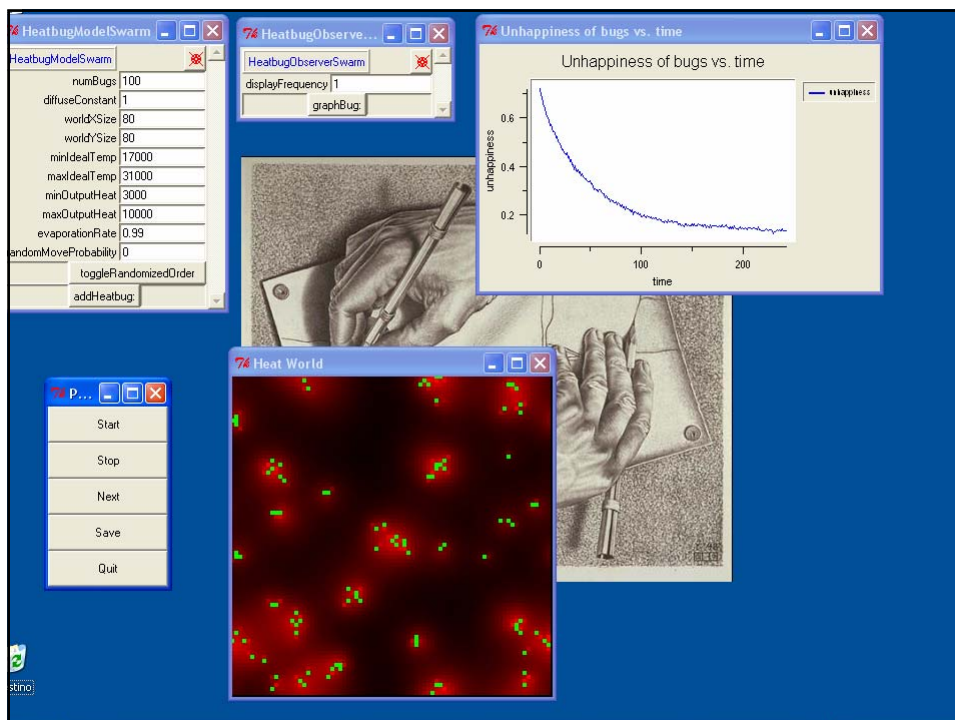 HeatbugModelSwarm
HeatbugModelSwarm
numBugs 100
diffuseConstant 1
worldXSize 80
worldYSize 80
minIdealTemp 17000
maxIdealTemp 31000
minOutputHeat 3000
maxOutputHeat 10000
evaporationRate 0.99
andomMoveProbability 0
toggleRandomizedOrder
addHeatbug:
HeatbugObserve...
HeatbugObserverSwarm
displayFrequency 1
graphBug:
Unhappiness of bugs vs. time
Unhappiness of bugs vs. time
unhappiness
unhappiness
0.6
0.4
0.2
0
100
200
time
P...
Start
Stop
Next
Save
Quit
Heat World
stino